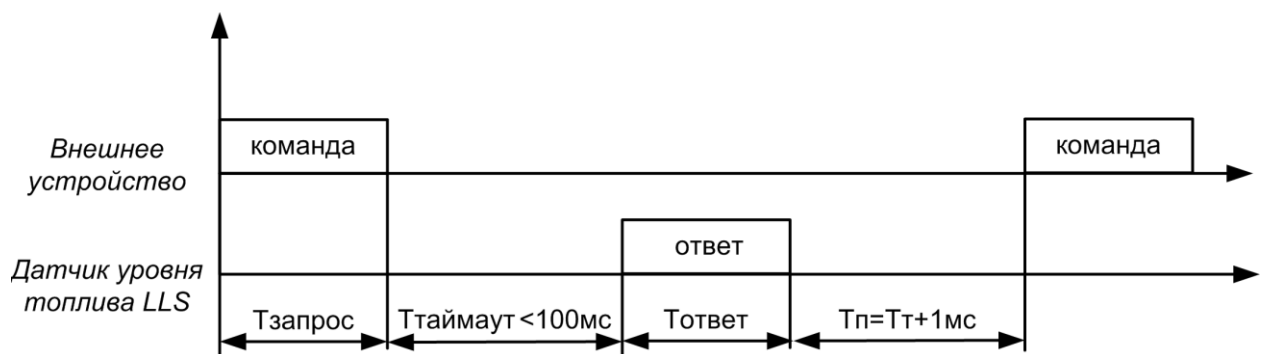 Внешнее
устройство
команда
команда
Датчик уровня
топлива LLS
ответ
Тзапрос
Ттаймаут <100мс
Тответ
Тп=Тт+1мс